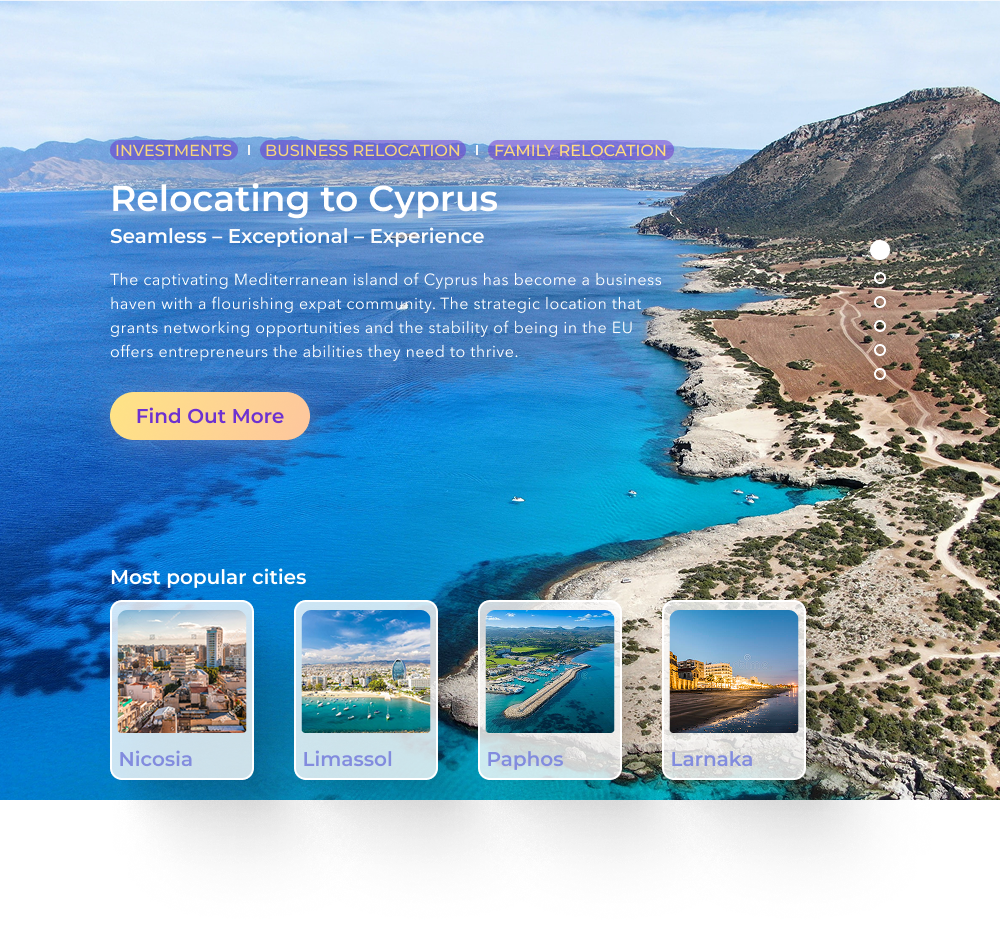 INVESTMENTS | BUSINESS RELOCATION | FAMILY RELOCATION
Relocating to Cyprus
Seamless – Exceptional – Experience
The captivating Mediterranean island of Cyprus has become a business
haven with a flourishing expat community. The strategic location that
grants networking opportunities and the stability of being in the EU
offers entrepreneurs the abilities they need to thrive.
Find Out More
Most popular cities
Nicosia
Limassol
Paphos
Larnaka